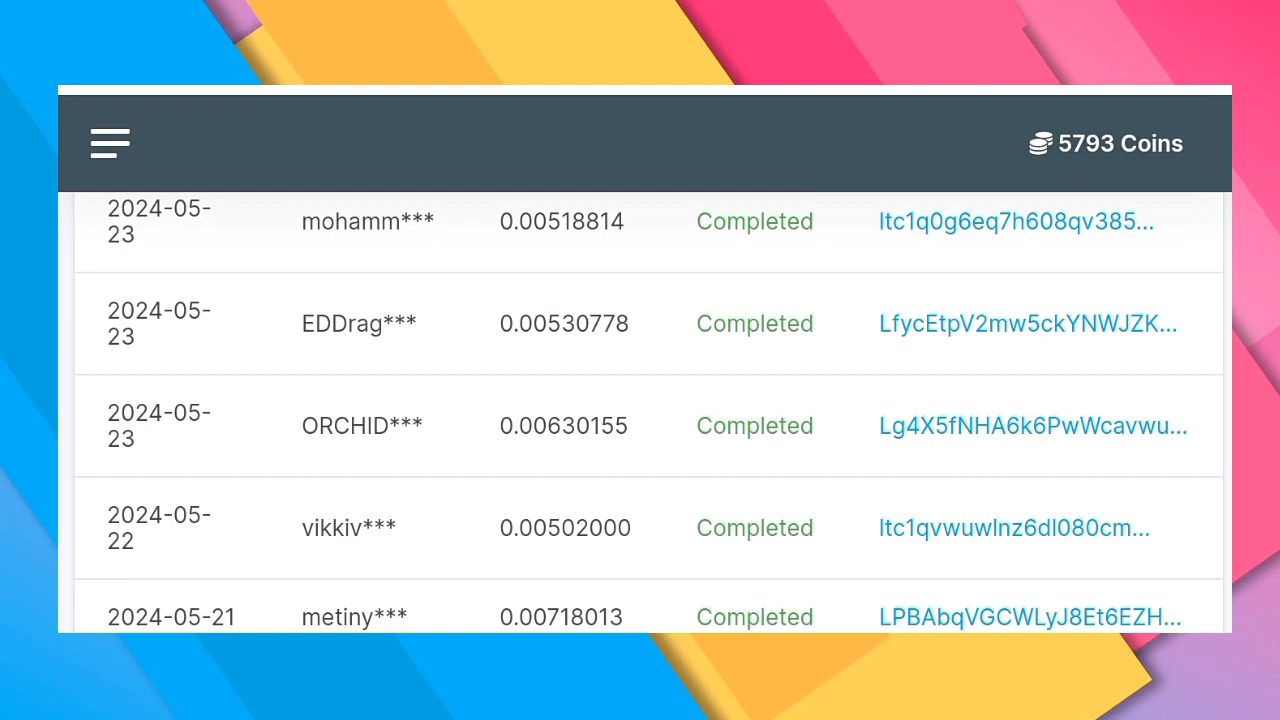 5793 Coins
2024-05-
23 mohamm*** 0.00518814 Completed ltc1q0g6eq7h608qv385...
2024-05-
23 EDDrag*** 0.00530778 Completed LfycEtpV2mw5ckYNWJZK...
2024-05-
23 ORCHID*** 0.00630155 Completed Lg4X5fNHA6k6PwWcavwu...
2024-05-
22 vikkiv*** 0.00502000 Completed ltc1qvwuwlnz6dl080cm...
2024-05-21 metiny*** 0.00718013 Completed LPBAbqVGCWLyJ8Et6EZH...